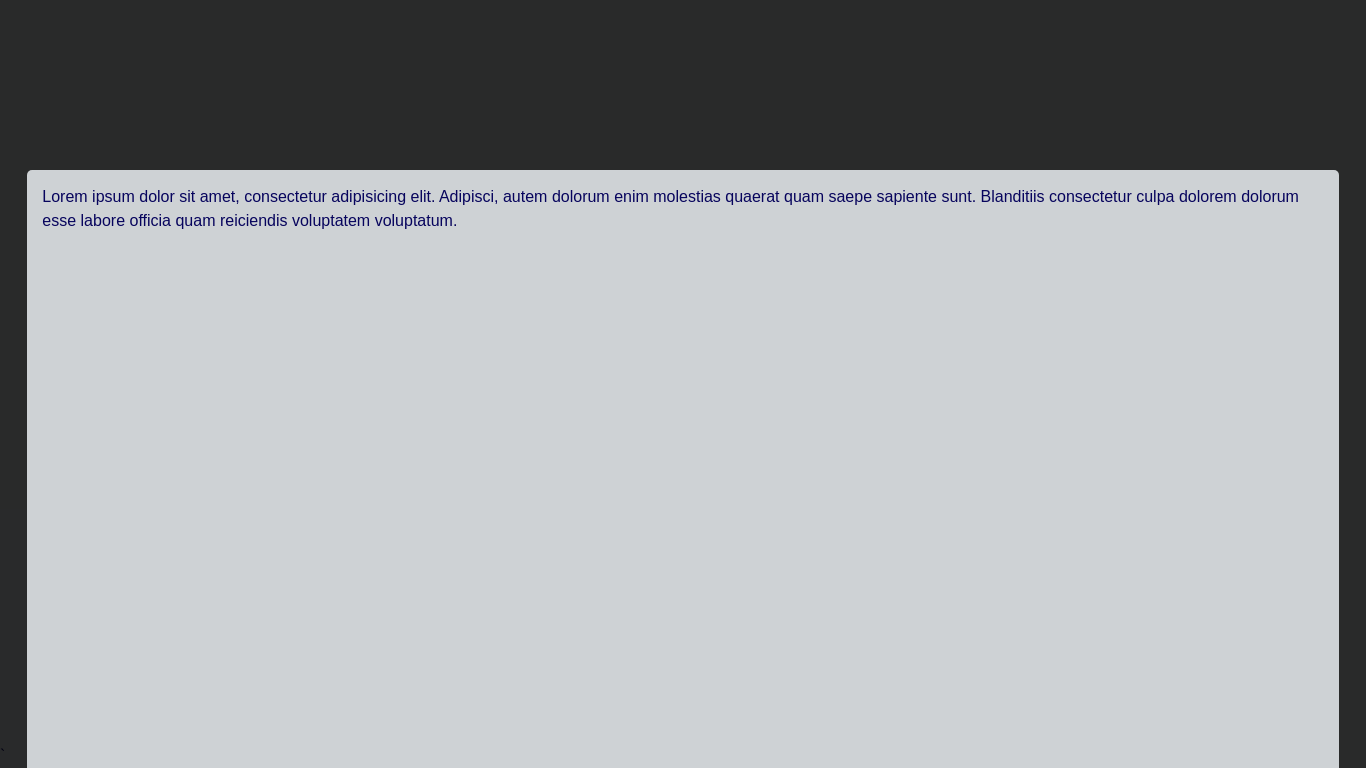 Lorem ipsum dolor sit amet, consectetur adipisicing elit. Adipisci, autem dolorum enim molestias quaerat quam saepe sapiente sunt. Blanditiis consectetur culpa dolorem dolorum
esse labore officia quam reiciendis voluptatem voluptatum.